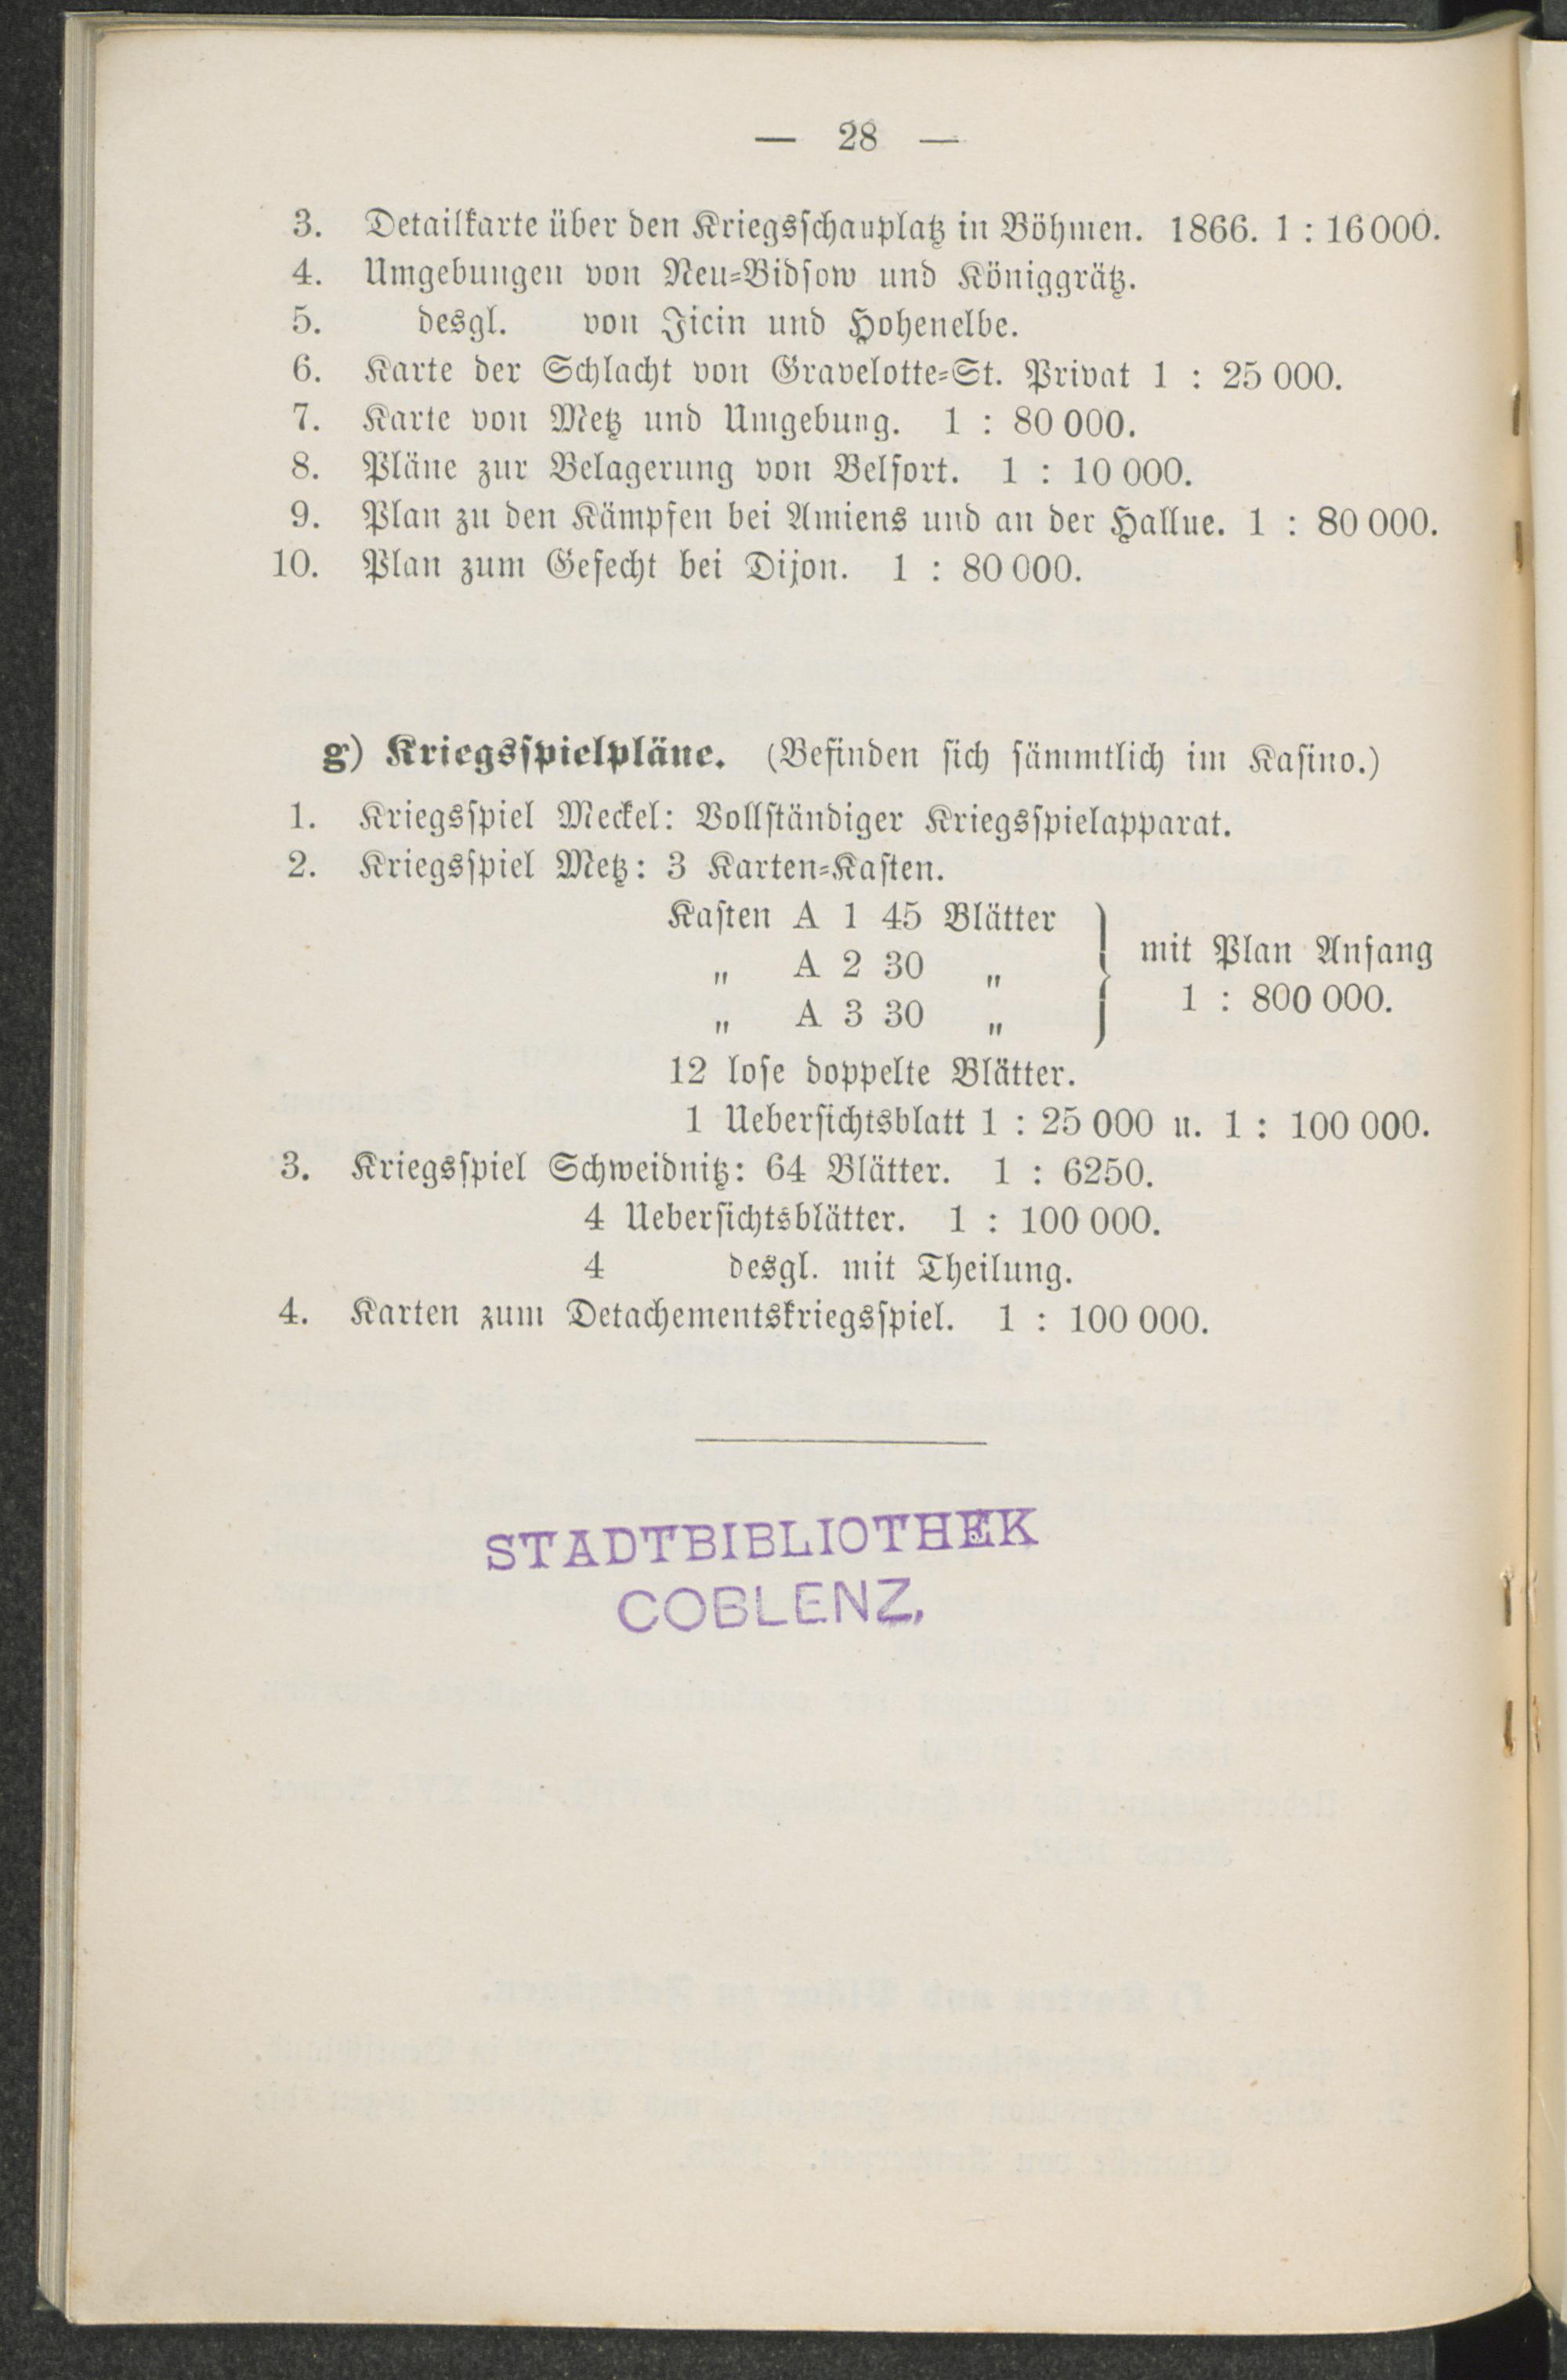 — 28 —
3. Detailkarte über den Kriegsschauplatz in Böhmen. 1866. 1 : 16 000.
4. Umgebungen von Neu-Bidsow und Königgrätz.
5. desgl. von Jicin und Hohenelbe.
6. Karte der Schlacht von Gravelotte-St. Privat 1 : 25 000.
7. Karte von Metz und Umgebung. 1 : 80 000.
8. Pläne zur Belagerung von Belfort. 1 : 10 000.
9. Plan zu den Kämpfen bei Amiens und an der Hallue. 1 : 80 000.
10. Plan zum Gefecht bei Dijon. 1 : 80 000.
g) Kriegsspielpläne. (Befinden sich sämmtlich im Kasino.)
1. Kriegsspiel Meckel: Vollständiger Kriegsspielapparat.
2. Kriegsspiel Metz: 3 Karten-Kasten.
Kasten A 1 45 Blätter
„ A 2 30 „
„ A 3 30 „
mit Plan Anfang
1 : 800 000.
12 lose doppelte Blätter.
1 Uebersichtsblatt 1 : 25 000 u. 1 : 100 000.
3. Kriegsspiel Schweidnitz: 64 Blätter. 1 : 6250.
4 Uebersichtsblätter. 1 : 100 000.
4 desgl. mit Theilung.
4. Karten zum Detachementskriegsspiel. 1 : 100 000.
STADTBIBLIOTHEK
COBLENZ,